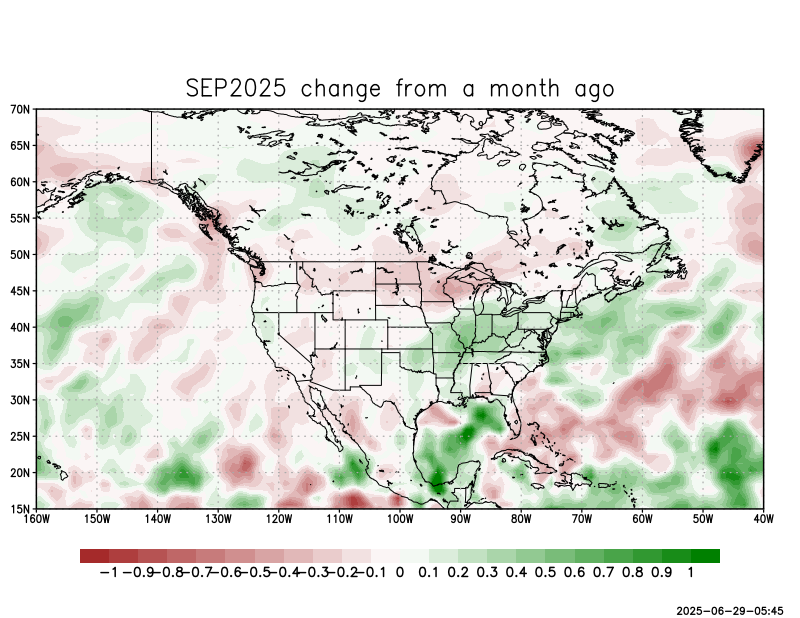 SEP2025 change from a month ago
70N
65N
60N
55N
50N
45N
40N
35N
30N
25N
20N
15N
160W 150W 140W 130W 120W 110W 100W 90W 80W 70W 60W 50W 40W
-1 -0.9 -0.8 -0.7 -0.6 -0.5 -0.4 -0.3 -0.2 -0.1 0 0.1 0.2 0.3 0.4 0.5 0.6 0.7 0.8 0.9 1
2025-06-29-05:45